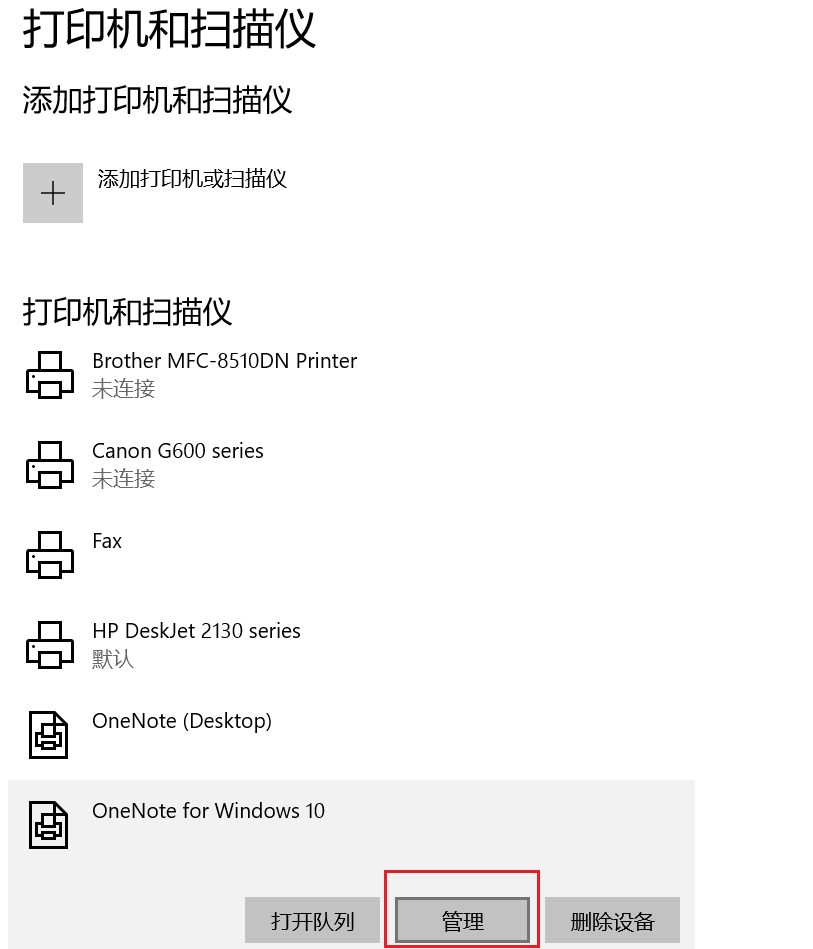 打印机和扫描仪
添加打印机和扫描仪
添加打印机或扫描仪
打印机和扫描仪
Brother MFC-8510DN Printer
未连接
Canon G600 series
未连接
Fax
HP DeskJet 2130 series
默认
OneNote (Desktop)
OneNote for Windows 10
打开队列 管理 删除设备